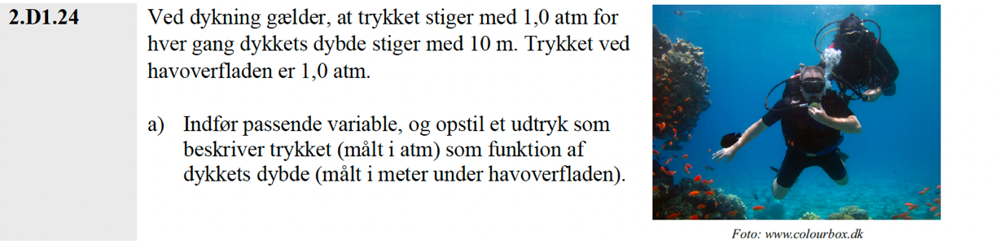 2.D1.24
Ved dykning gælder, at trykket stiger med 1,0 atm for
hver gang dykkets dybde stiger med 10 m. Trykket ved
havoverfladen er 1,0 atm.
a) Indfør passende variable, og opstil et udtryk som
beskriver trykket (målt i atm) som funktion af
dykkets dybde (målt i meter under havoverfladen).
Foto: www.colourbox.dk